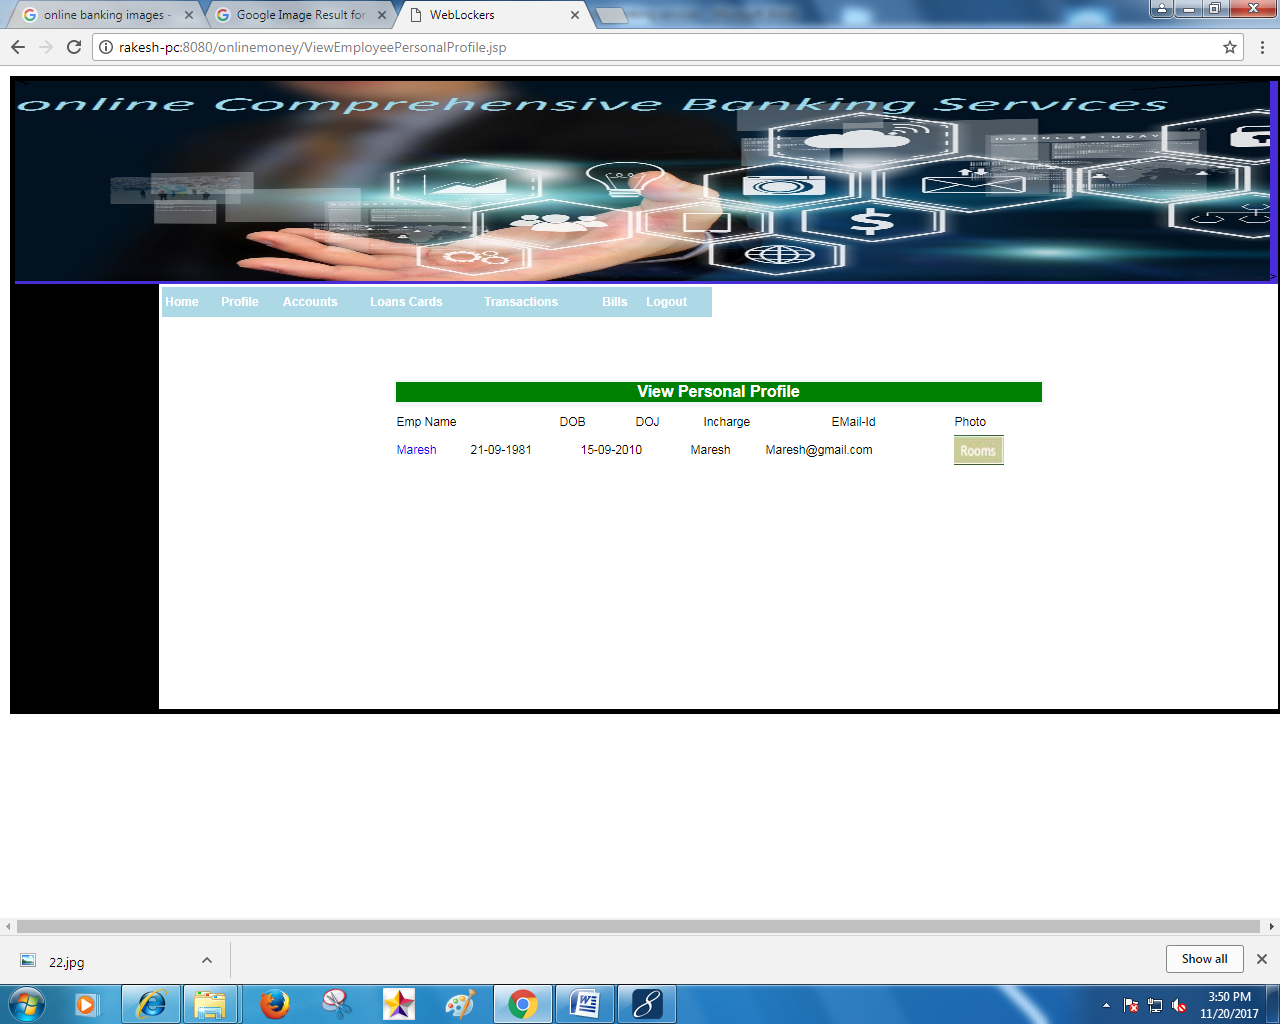 online banking images -
Google Image Result for
WebLockers
rakesh-pc:8080/onlinemoney/ViewEmployeePersonalProfile.jsp
online Comprehensive Banking Services
BUSINESS TODAY
Home Profile Accounts Loans Cards Transactions Bills Logout
View Personal Profile
Emp Name DOB DOJ Incharge EMail-Id Photo
Maresh 21-09-1981 15-09-2010 Maresh Maresh@gmail.com Rooms
>
22.jpg
Show all
3:50 PM
11/20/2017